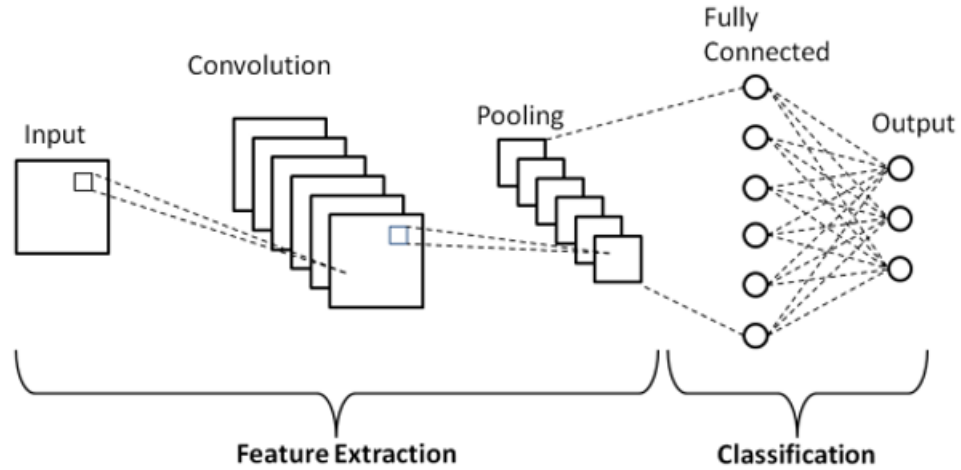 Input
Convolution
Pooling
Fully
Connected
Output
Feature Extraction
Classification